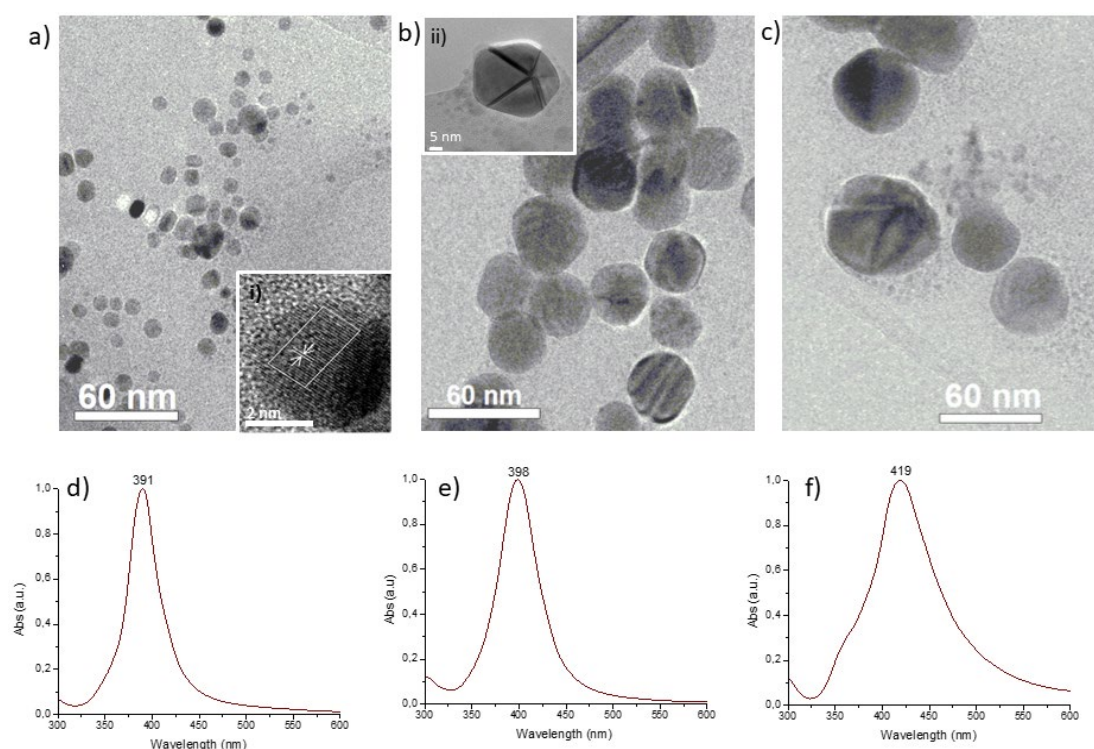 a)
i)
60 nm
2 nm
b)
ii)
5 nm
60 nm
c)
60 nm
d)
391
Abs (a.u.)
1,0
0,8
0,6
0,4
0,2
0,0
300 350 400 450 500 550 600
Wavelength (nm)
e)
398
Abs (a.u)
1,0
0,8
0,6
0,4
0,2
0,0
300 350 400 450 500 550 600
Wavelength (nm)
f)
419
Abs (a.u.)
1,0
0,8
0,6
0,4
0,2
0,0
300 350 400 450 500 550 600
Wavelength (nm)